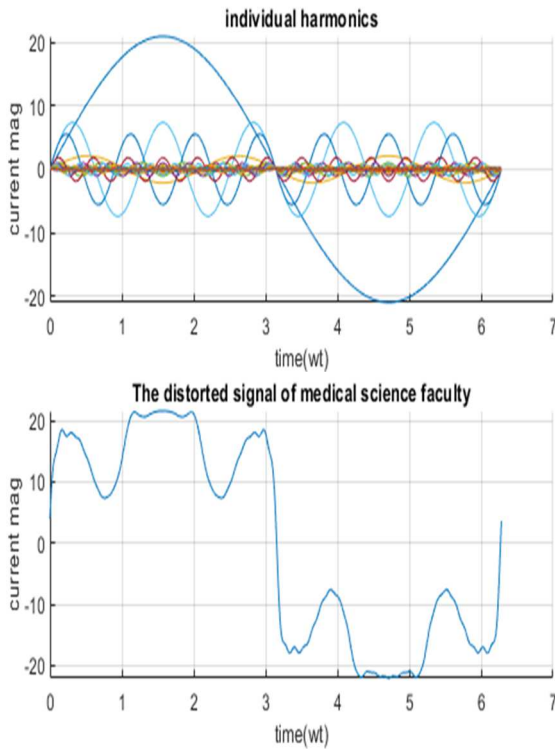 individual harmonics
20
10
0
-10
-20
current mag
0 1 2 3 4 5 6 7
time(wt)
The distorted signal of medical science faculty
20
10
0
-10
-20
current mag
0 1 2 3 4 5 6 7
time(wt)